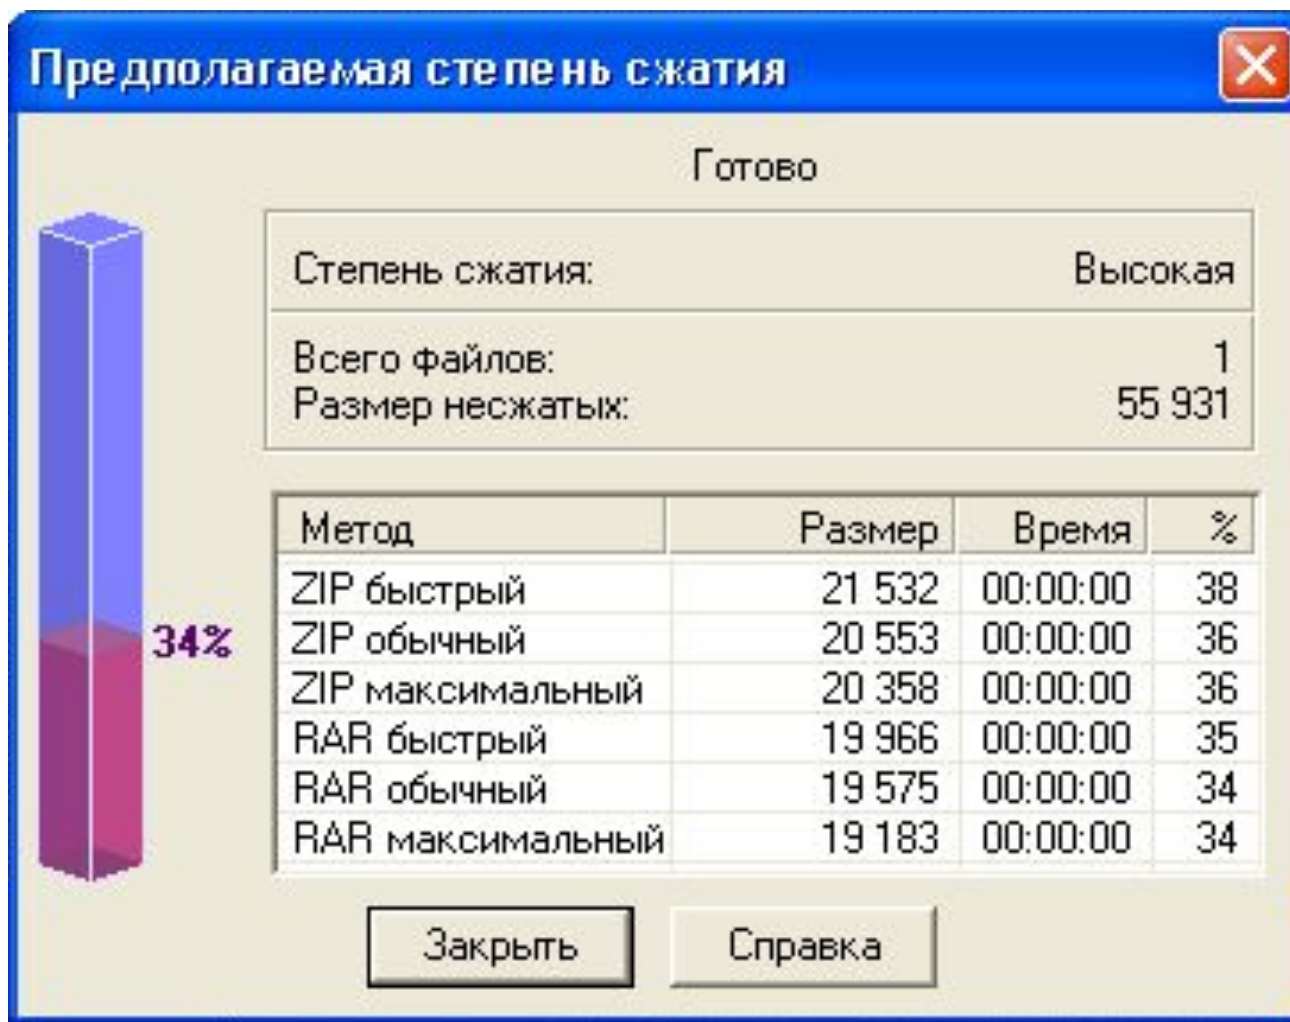 Предполагаемая степень сжатия
Готово
Степень сжатия: Высокая
Всего файлов: 1
Размер несжатых: 55 931
34%
Метод Размер Время %
ZIP быстрый 21 532 00:00:00 38
ZIP обычный 20 553 00:00:00 36
ZIP максимальный 20 358 00:00:00 36
RAR быстрый 19 966 00:00:00 35
RAR обычный 19 575 00:00:00 34
RAR максимальный 19 183 00:00:00 34
Закрыть Справка